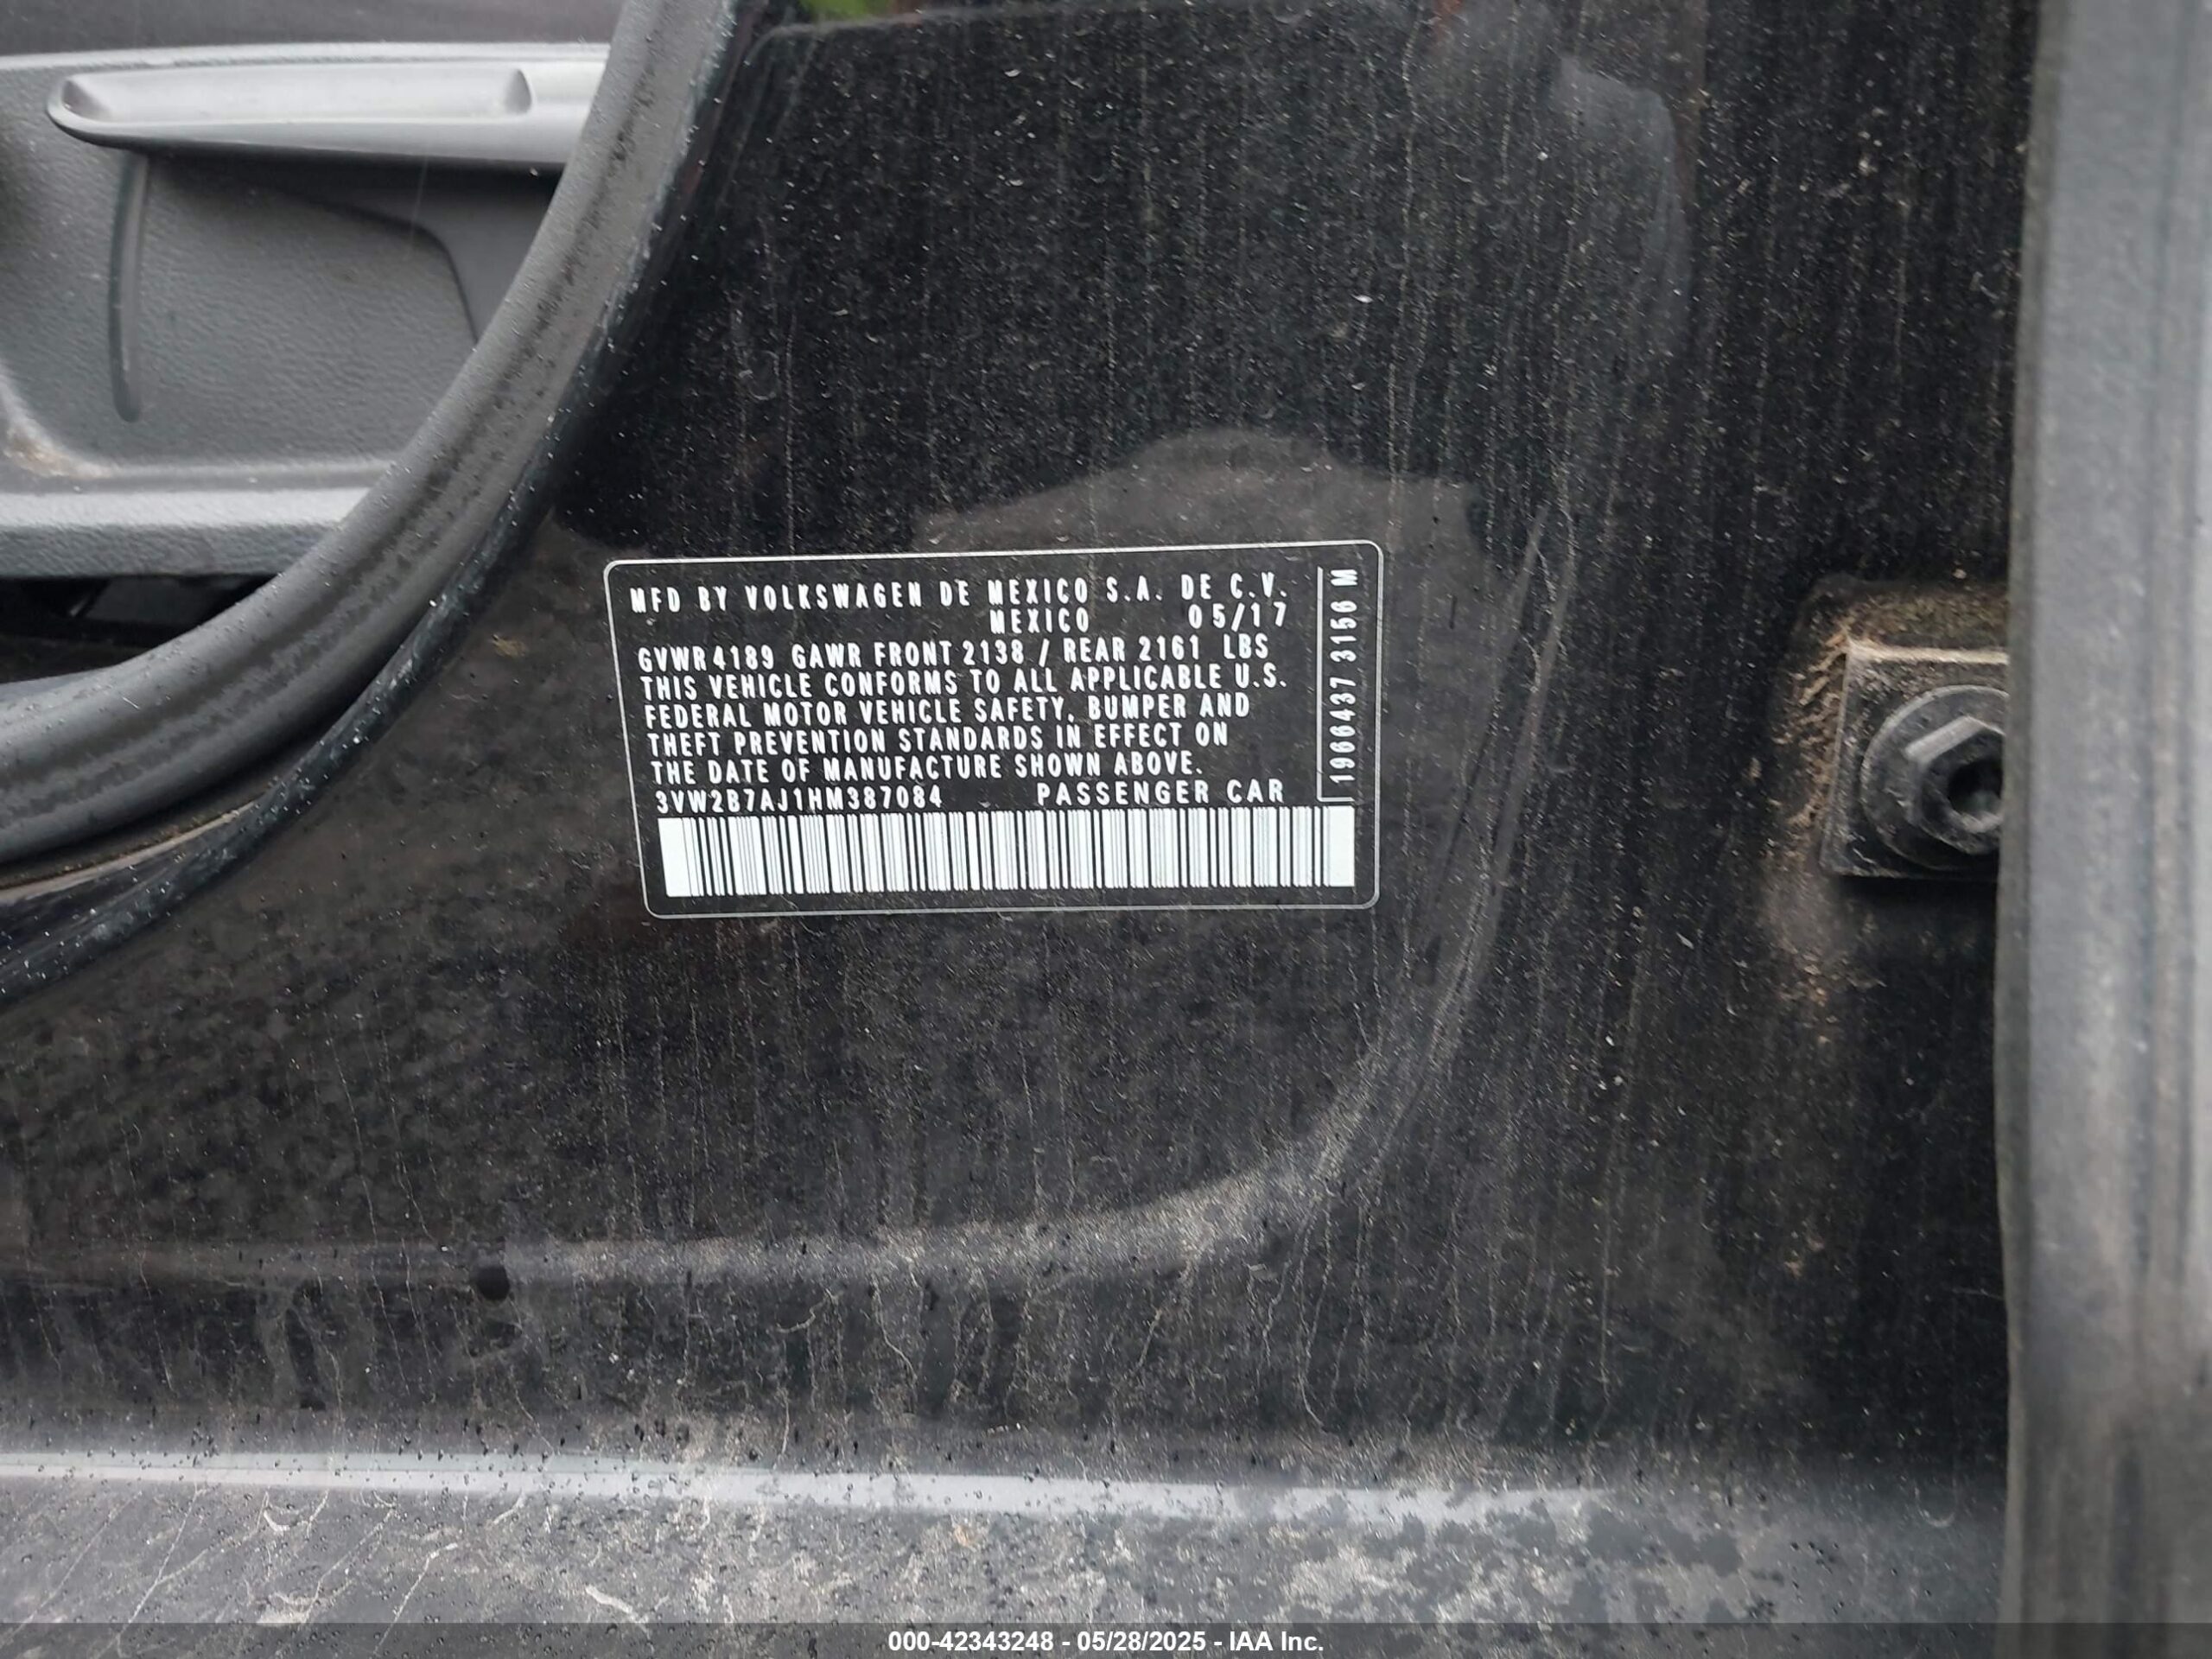 MFD BY VOLKSWAGEN DE MEXICO S.A. DE C.V.
MEXICO 05/17
GVWR 4189 GAWR FRONT 2138 / REAR 2161 LBS
THIS VEHICLE CONFORMS TO ALL APPLICABLE U.S.
FEDERAL MOTOR VEHICLE SAFETY, BUMPER AND
THEFT PREVENTION STANDARDS IN EFFECT ON
THE DATE OF MANUFACTURE SHOWN ABOVE.
3VW2B7AJ1HM387084 PASSENGER CAR
1966437 3156 M
000-42343248 - 05/28/2025 - IAA Inc.